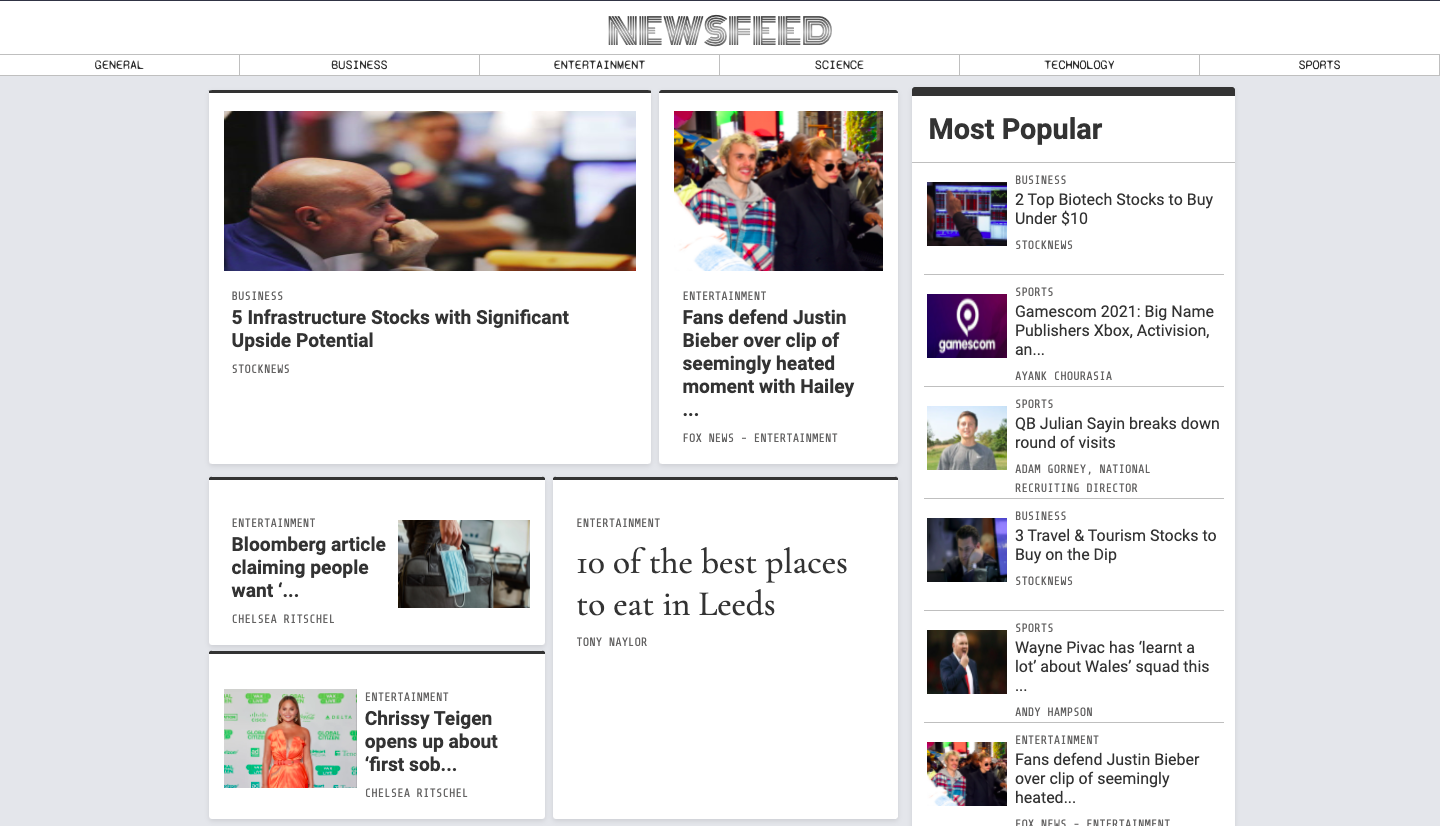 NEWSFEED
GENERAL
BUSINESS
ENTERTAINMENT
SCIENCE
TECHNOLOGY
SPORTS
BUSINESS
5 Infrastructure Stocks with Significant
Upside Potential
STOCKNEWS
ENTERTAINMENT
Fans defend Justin
Bieber over clip of
seemingly heated
moment with Hailey
...
FOX NEWS - ENTERTAINMENT
ENTERTAINMENT
Bloomberg article
claiming people
want ‘...
CHELSEA RITSCHEL
ENTERTAINMENT
Chrissy Teigen
opens up about
‘first sob...
CHELSEA RITSCHEL
ENTERTAINMENT
10 of the best places
to eat in Leeds
TONY NAYLOR
Most Popular
BUSINESS
2 Top Biotech Stocks to Buy
Under $10
STOCKNEWS
gamescom
SPORTS
Gamescom 2021: Big Name
Publishers Xbox, Activision,
an...
AYANK CHOURASIA
SPORTS
QB Julian Sayin breaks down
round of visits
ADAM GORNEY, NATIONAL
RECRUITING DIRECTOR
BUSINESS
3 Travel & Tourism Stocks to
Buy on the Dip
STOCKNEWS
SPORTS
Wayne Pivac has ‘learnt a
lot’ about Wales’ squad this
...
ANDY HAMPSON
ENTERTAINMENT
Fans defend Justin Bieber
over clip of seemingly
heated...
FOX NEWS - ENTERTAINMENT